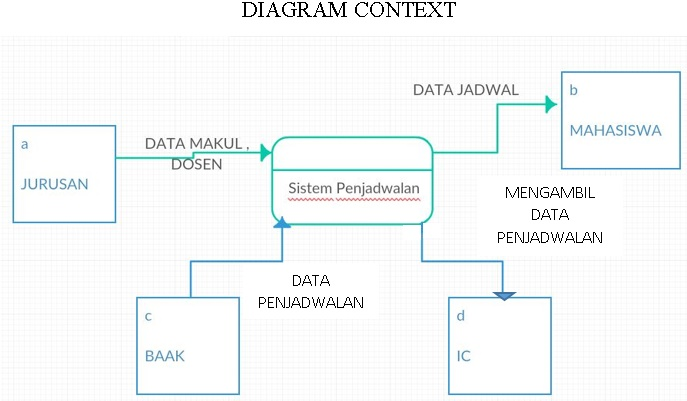 DIAGRAM CONTEXT
a
JURUSAN
DATA MAKUL ,
DOSEN
Sistem Penjadwalan
DATA JADWAL
b
MAHASISWA
MENGAMBIL
DATA
PENJADWALAN
c
BAAK
DATA
PENJADWALAN
d
IC